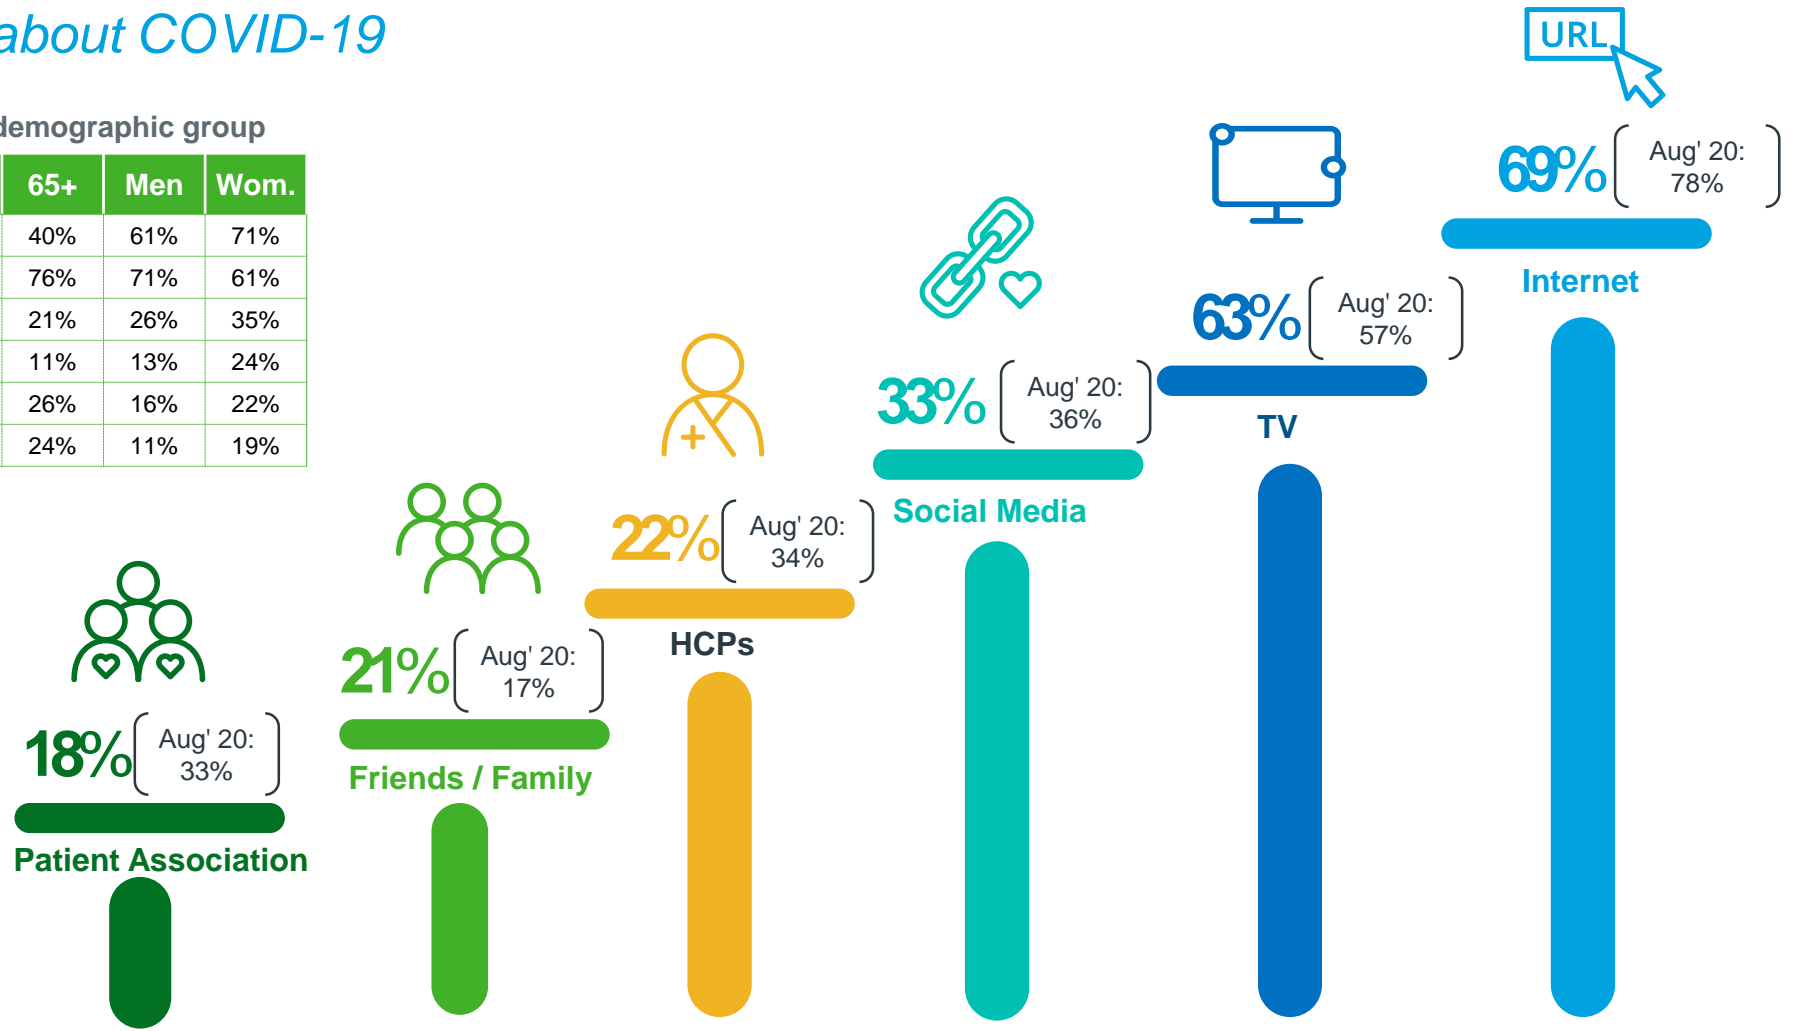 about COVID-19
URL
demographic group
65+ Men Wom.
40% 61% 71%
76% 71% 61%
21% 26% 35%
11% 13% 24%
26% 16% 22%
24% 11% 19%
69%
Aug' 20:
78%
Internet
63%
Aug' 20:
57%
TV
33%
Aug' 20:
36%
Social Media
22%
Aug' 20:
34%
HCPs
21%
Aug' 20:
17%
Friends / Family
18%
Aug' 20:
33%
Patient Association